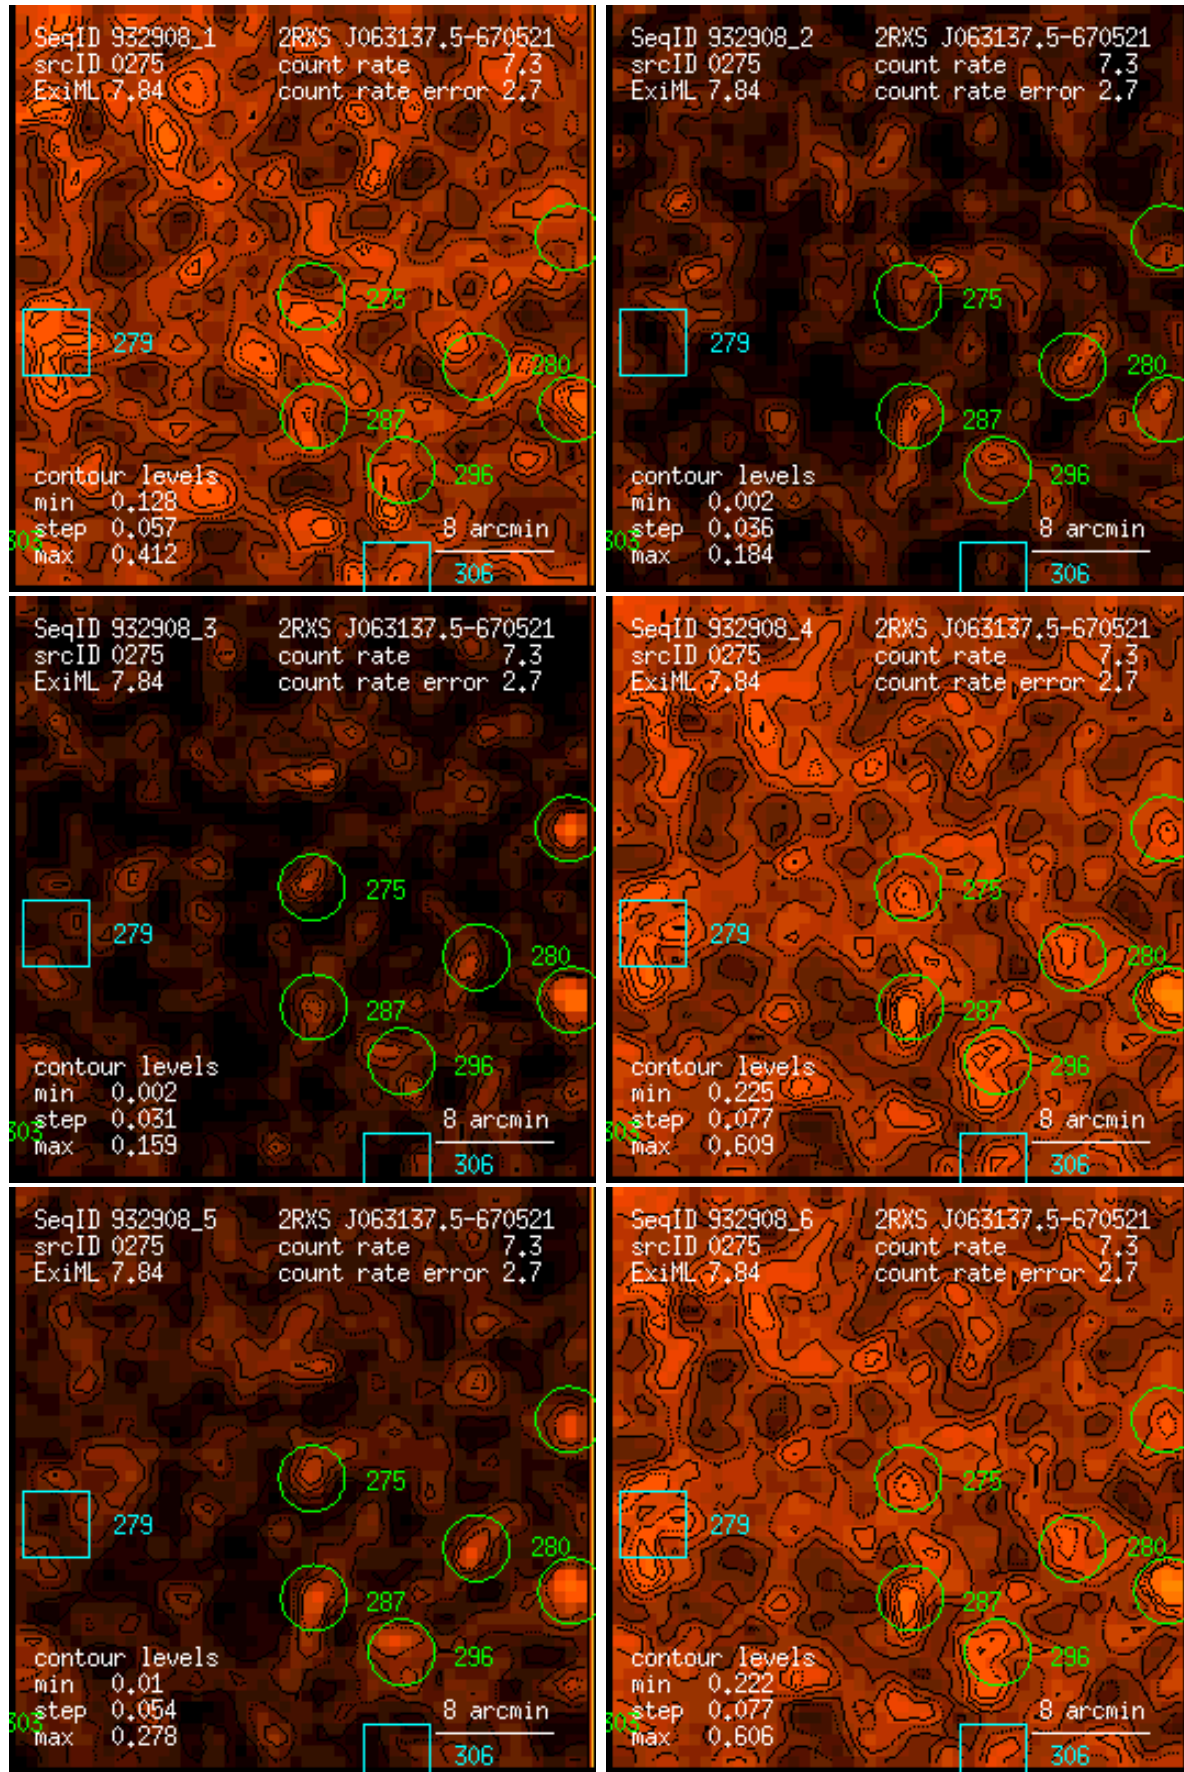 SeqID 932908_1 2RXS J063137.5-670521
srcID 0275 count rate 7.3
ExiML 7.84 count rate error 2.7
275
279
280
287
contour levels 296
min 0.128
step 0.057 8 arcmin
303
max 0.412
306
SeqID 932908_2 2RXS J063137.5-670521
srcID 0275 count rate 7.3
ExiML 7.84 count rate error 2.7
275
279
280
287
contour levels 296
min 0.002
step 0.036 8 arcmin
303
max 0.184
306
SeqID 932908_3 2RXS J063137.5-670521
srcID 0275 count rate 7.3
ExiML 7.84 count rate error 2.7
275
279
280
287
contour levels 296
min 0.002
step 0.031 8 arcmin
303
max 0.159
306
SeqID 932908_4 2RXS J063137.5-670521
srcID 0275 count rate 7.3
ExiML 7.84 count rate error 2.7
275
279
280
287
contour levels 296
min 0.225
step 0.077 8 arcmin
303
max 0.609
306
SeqID 932908_5 2RXS J063137.5-670521
srcID 0275 count rate 7.3
ExiML 7.84 count rate error 2.7
275
279
280
287
contour levels 296
min 0.01
step 0.054 8 arcmin
303
max 0.278
306
SeqID 932908_6 2RXS J063137.5-670521
srcID 0275 count rate 7.3
ExiML 7.84 count rate error 2.7
275
279
280
287
contour levels 296
min 0.222
step 0.077 8 arcmin
303
max 0.606
306